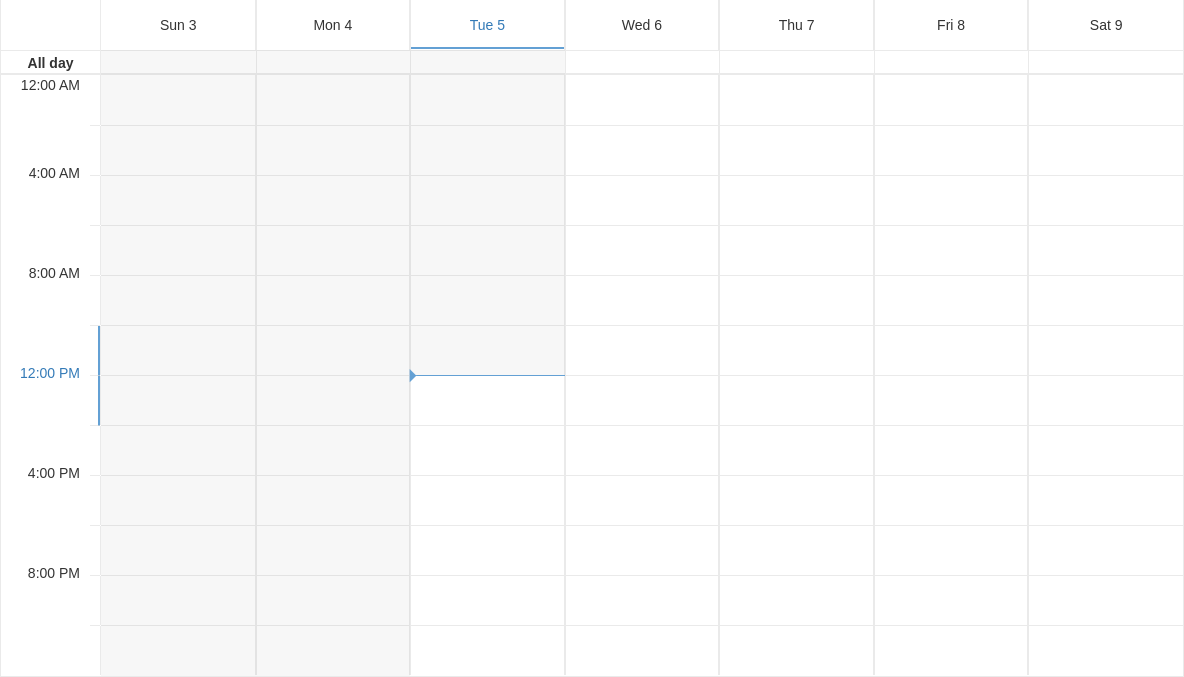 Sun 3
Mon 4
Tue 5
Wed 6
Thu 7
Fri 8
Sat 9
All day
12:00 AM
4:00 AM
8:00 AM
12:00 PM
4:00 PM
8:00 PM